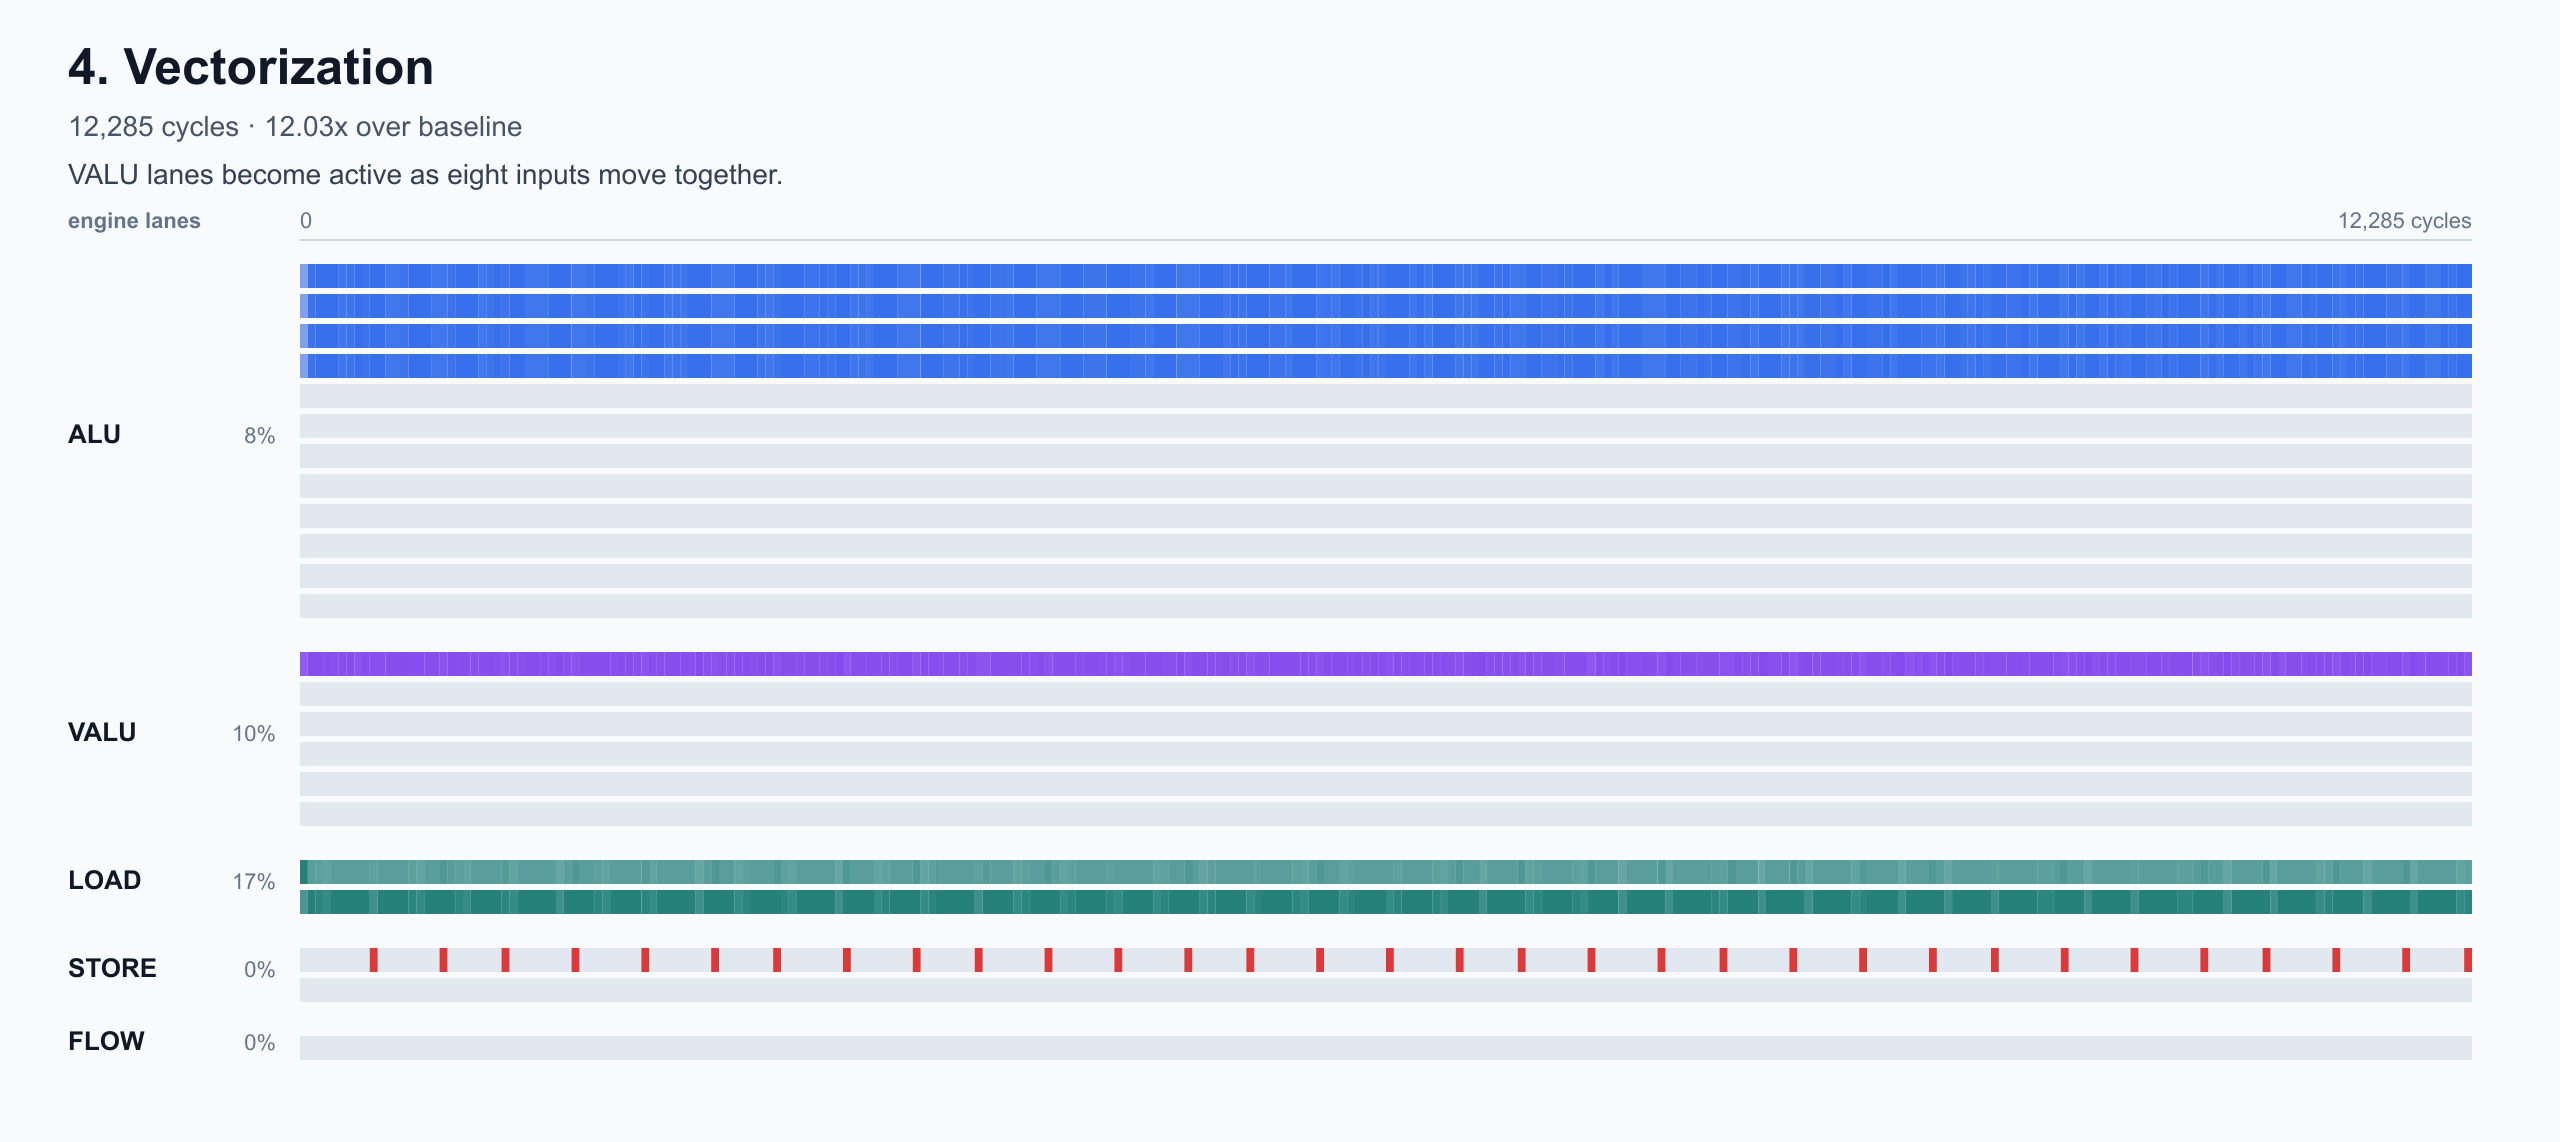 4. Vectorization
12,285 cycles · 12.03x over baseline
VALU lanes become active as eight inputs move together.
engine lanes 0 12,285 cycles
ALU 8%
VALU 10%
LOAD 17%
STORE 0%
FLOW 0%